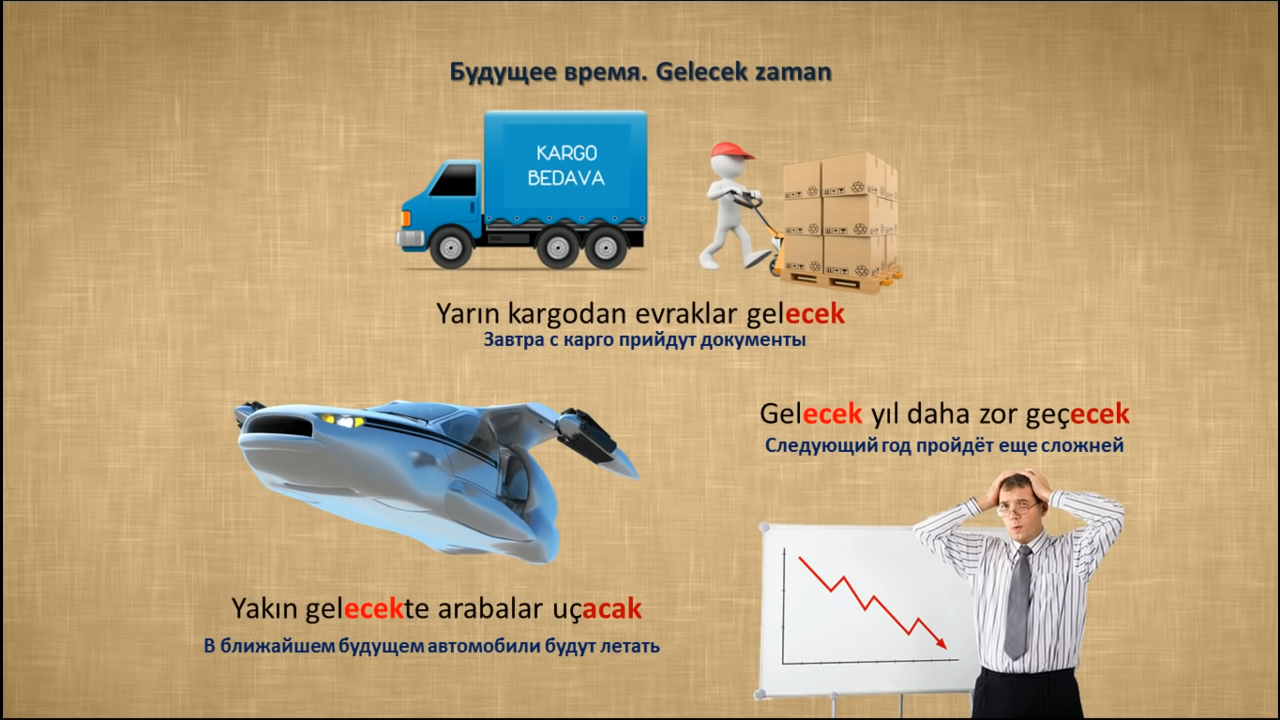 Будущее время. Gelecek zaman
KARGO
BEDAVA
Yarın kargodan evraklar gelecek
Завтра с карго прийдут документы
Gelecek yıl daha zor geçecek
Следующий год пройдёт еще сложней
Yakın gelecekte arabalar uçacak
В ближайшем будущем автомобили будут летать